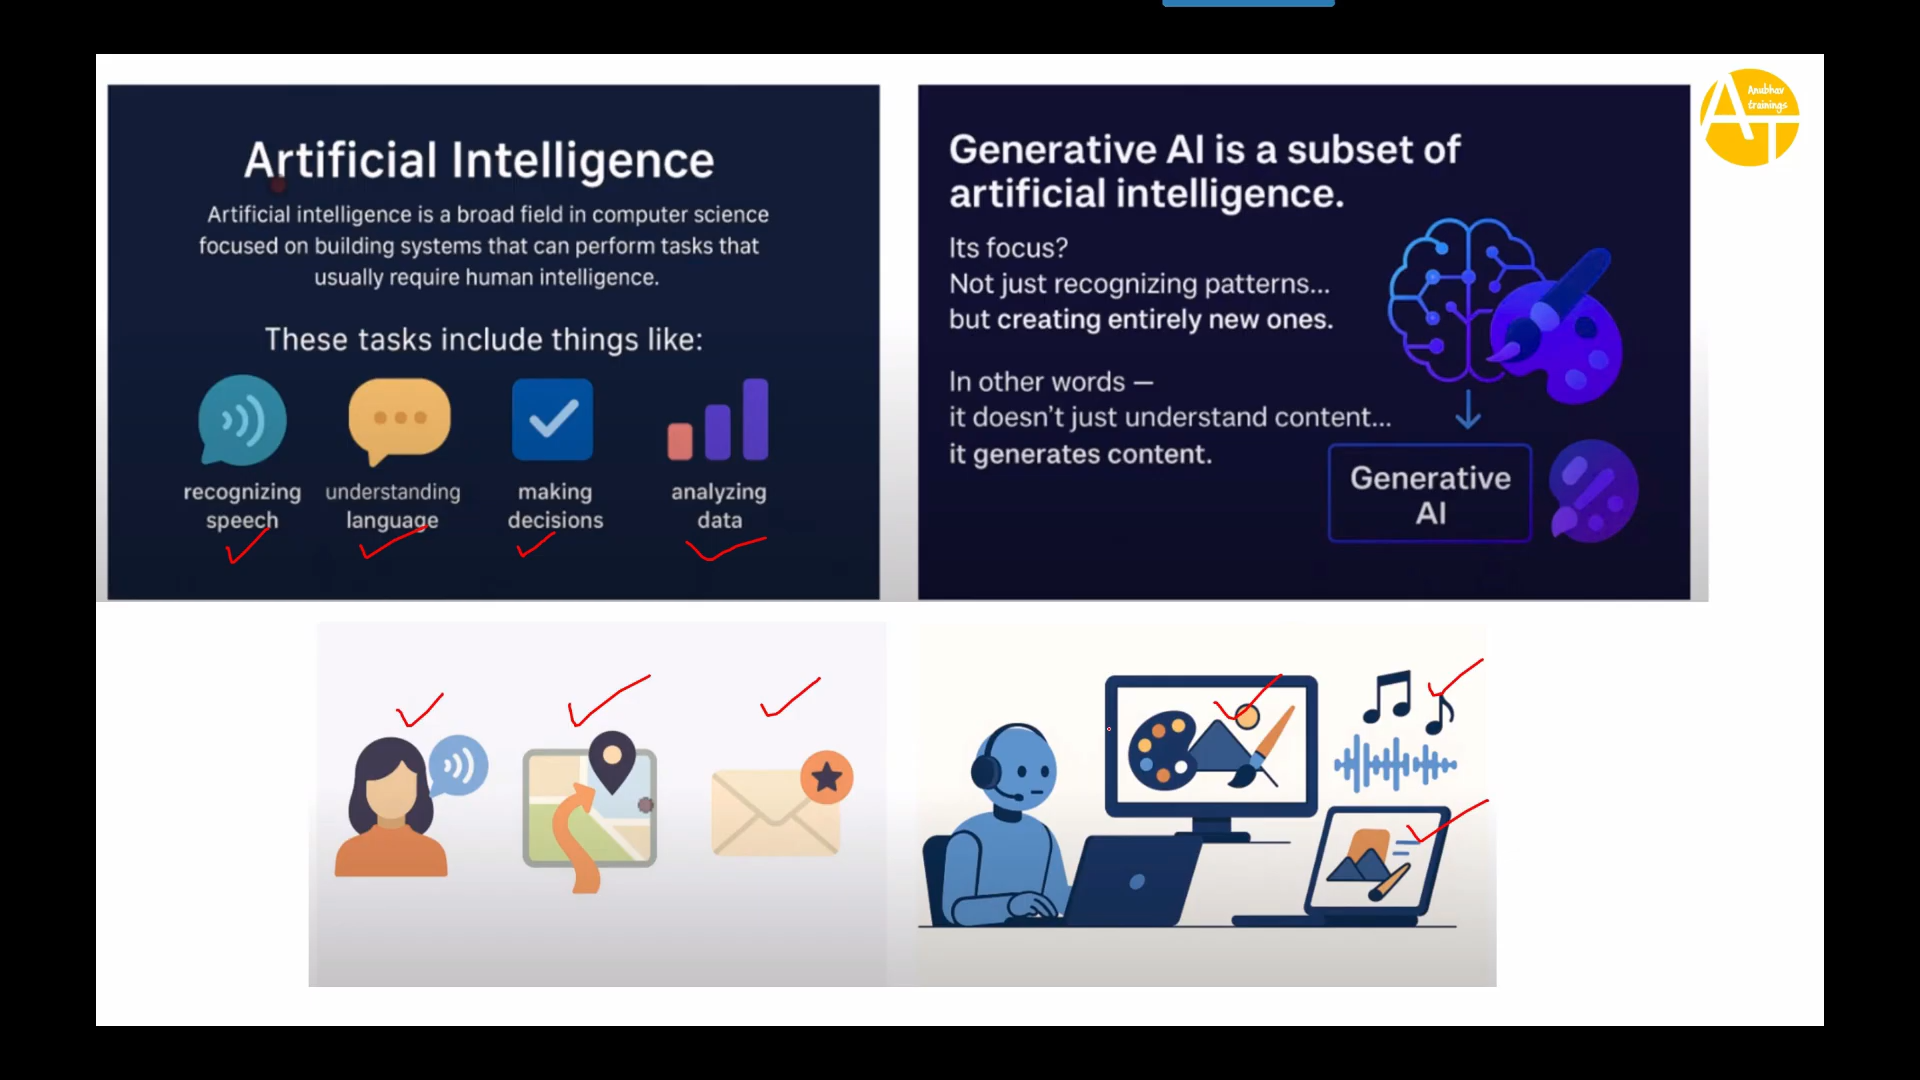 Artificial Intelligence
Artificial intelligence is a broad field in computer science
focused on building systems that can perform tasks that
usually require human intelligence.
These tasks include things like:
recognizing
speech
understanding
language
making
decisions
analyzing
data
Generative AI is a subset of
artificial intelligence.
Its focus?
Not just recognizing patterns...
but creating entirely new ones.
In other words —
it doesn't just understand content...
it generates content.
Generative
AI
AT
Anubhav
trainings